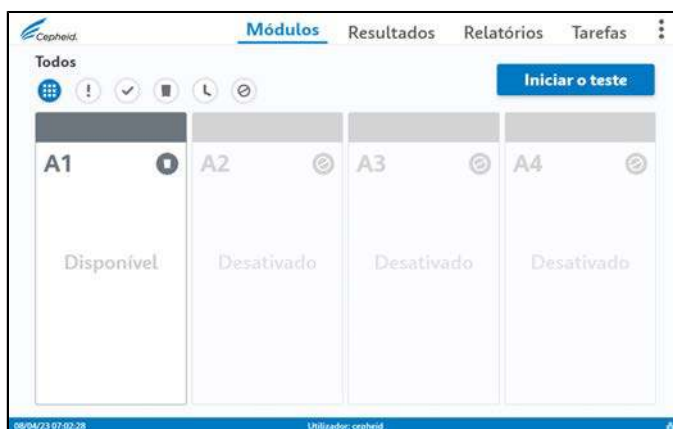 Cepheid. Módulos Resultados Relatórios Tarefas
Todos
Iniciar o teste
A1 A2 A3 A4
Disponível Desativado Desativado Desativado
08/04/23 07:02:28 Utilizador: cepheid